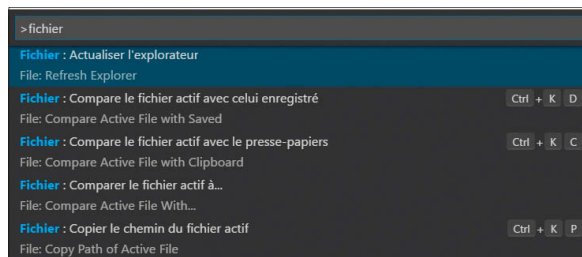 >fichier
Fichier : Actualiser l'explorateur
File: Refresh Explorer
Fichier : Compare le fichier actif avec celui enregistré Ctrl + K D
File: Compare Active File with Saved
Fichier : Compare le fichier actif avec le presse-papiers Ctrl + K C
File: Compare Active File with Clipboard
Fichier : Comparer le fichier actif à...
File: Compare Active File With...
Fichier : Copier le chemin du fichier actif Ctrl + K P
File: Copy Path of Active File